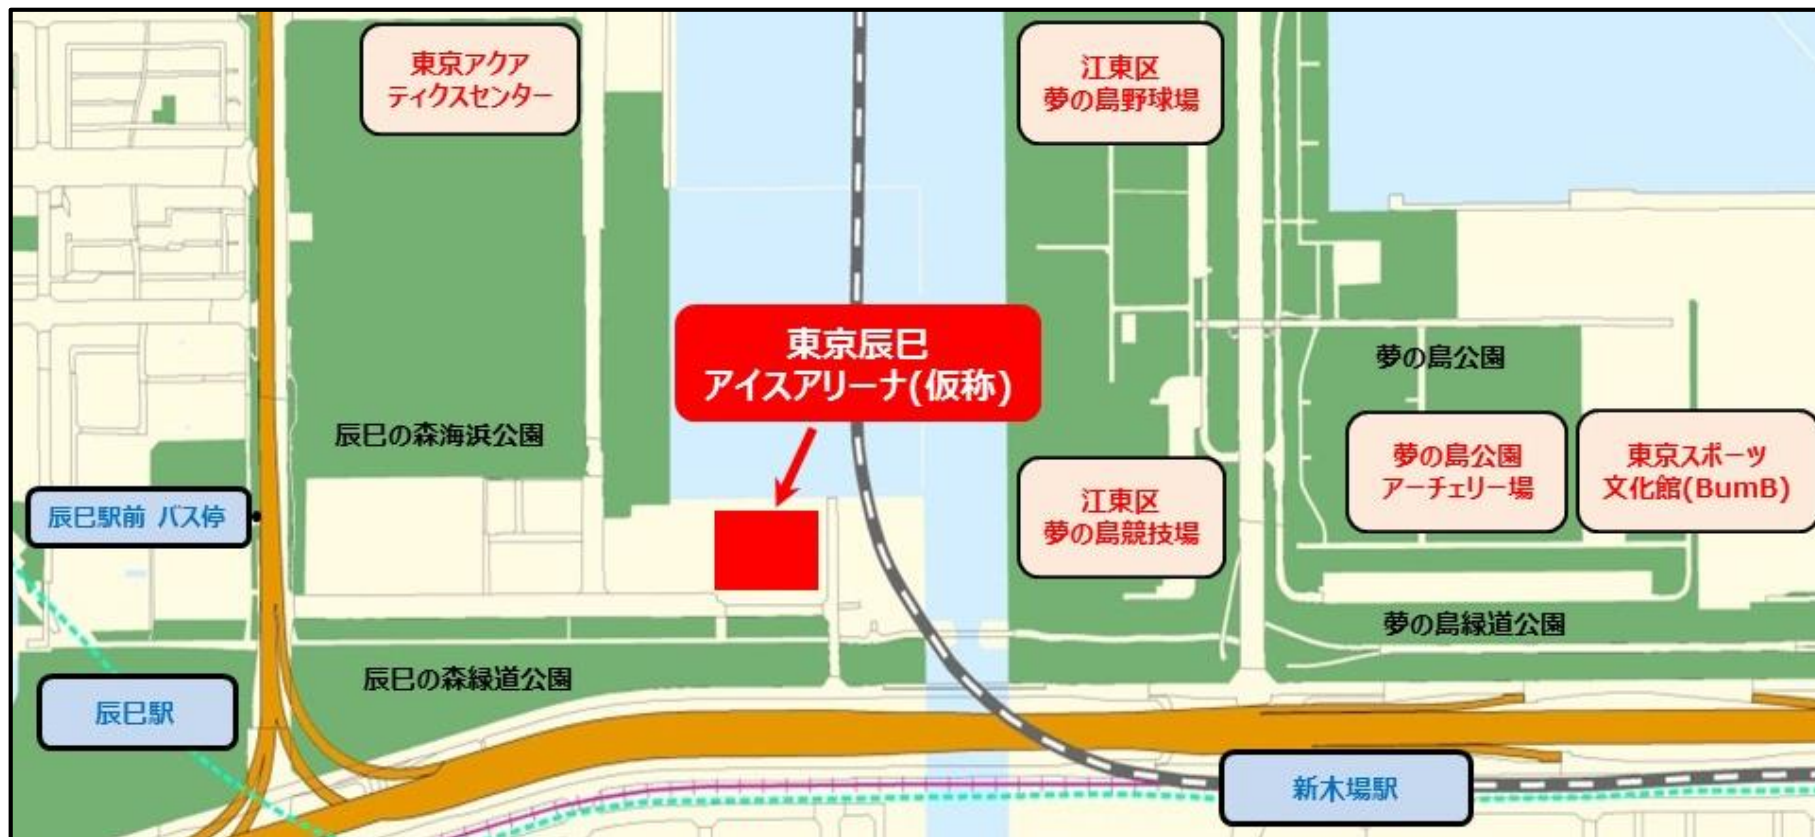 東京アクア
ティクスセンター
江東区
夢の島野球場
東京辰巳
アイスアリーナ(仮称)
夢の島公園
辰巳の森海浜公園
夢の島公園
アーチェリー場
東京スポーツ
文化館(BumB)
江東区
夢の島競技場
辰巳駅前 バス停
夢の島緑道公園
辰巳の森緑道公園
辰巳駅
新木場駅